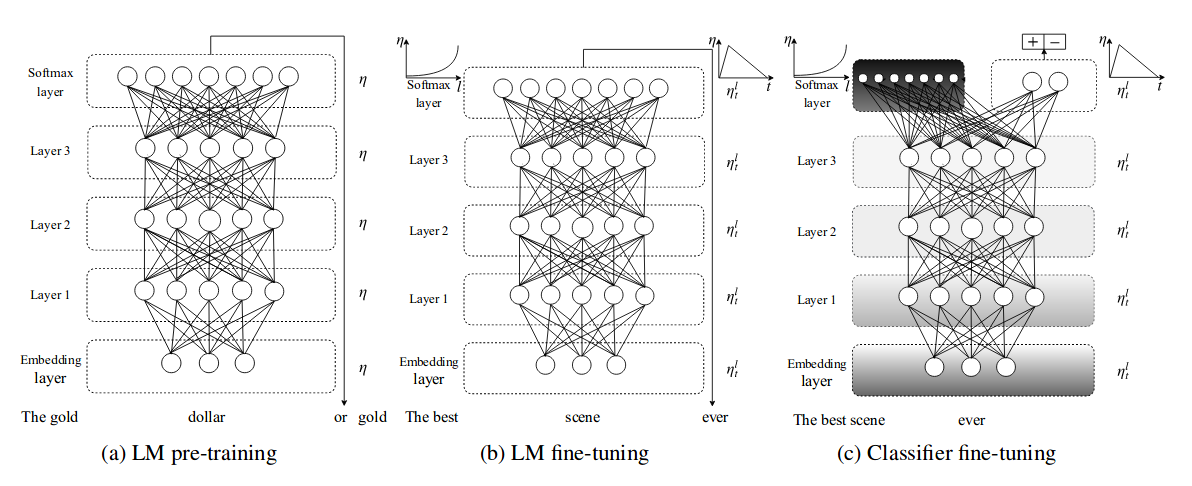 Softmax
layer
η
Layer 3
η
Layer 2
η
Layer 1
η
Embedding
layer
η
The gold
dollar
or
gold
(a) LM pre-training
η
l
η
t
Softmax
layer
η_t^l
Layer 3
η_t^l
Layer 2
η_t^l
Layer 1
η_t^l
Embedding
layer
η_t^l
The best
scene
ever
(b) LM fine-tuning
η
l
+ −
η
t
Softmax
layer
η_t^l
Layer 3
η_t^l
Layer 2
η_t^l
Layer 1
η_t^l
Embedding
layer
η_t^l
The best scene
ever
(c) Classifier fine-tuning